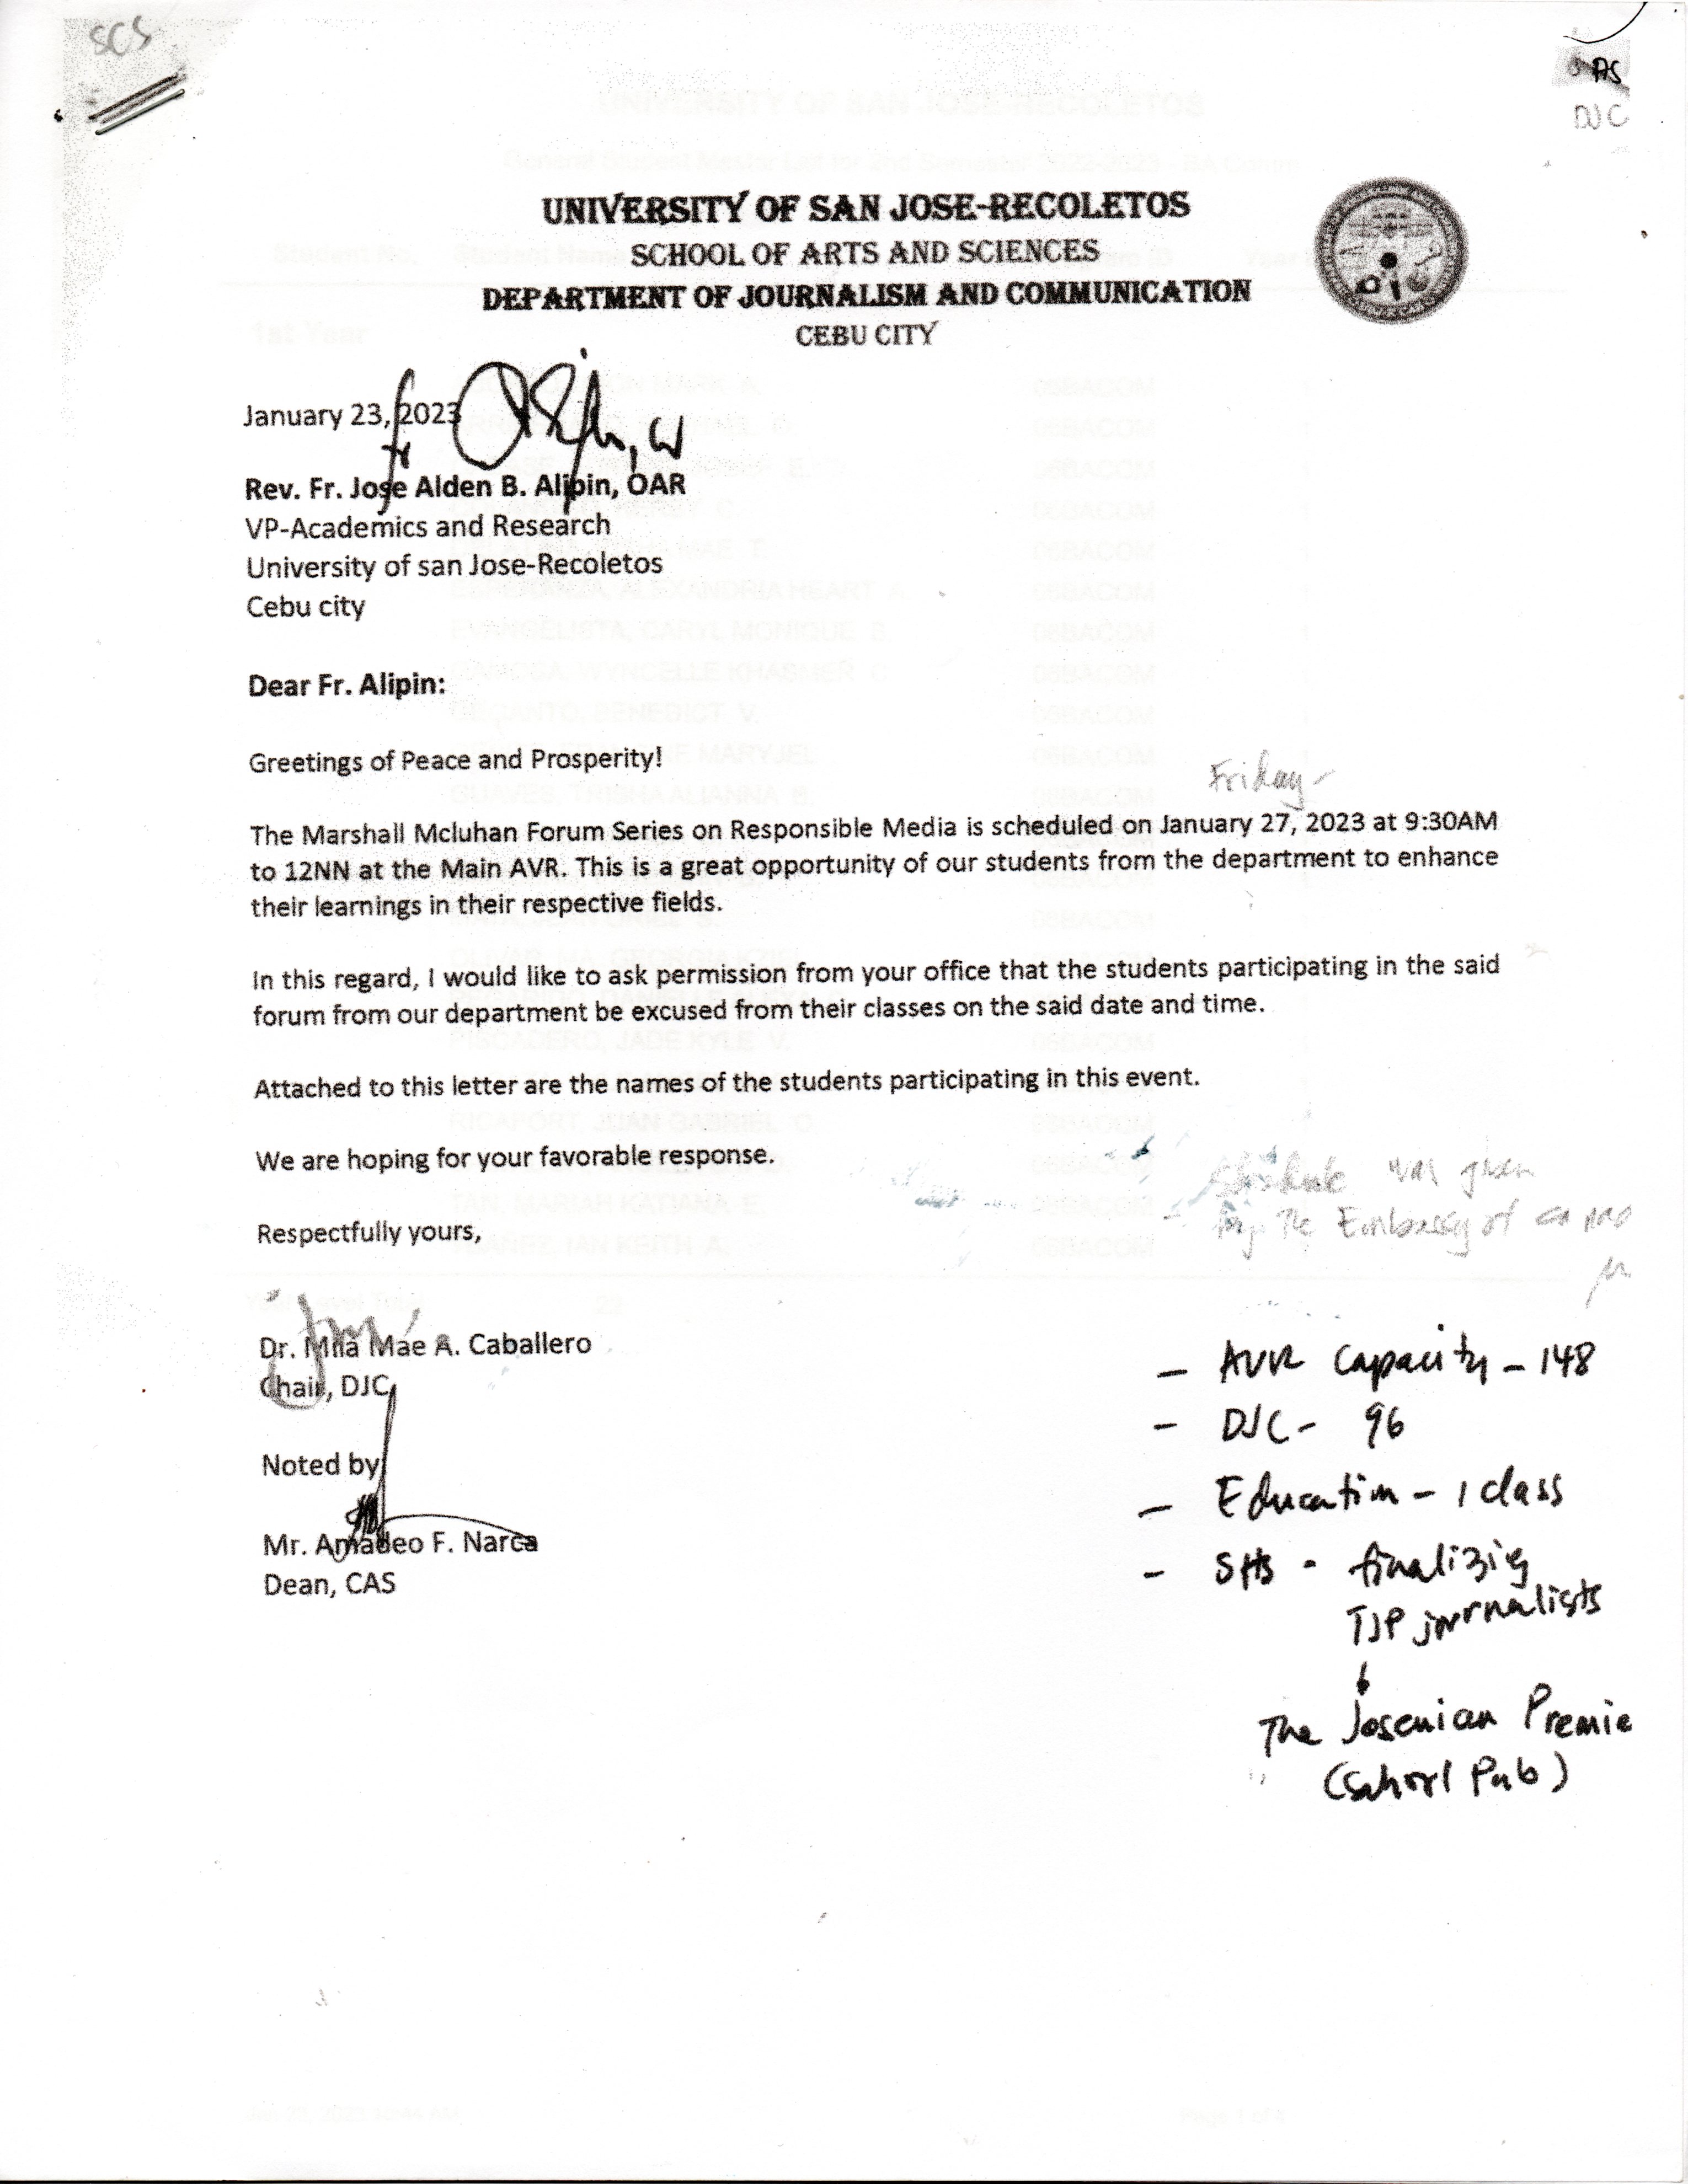 SCS
AS
DJC
UNIVERSITY OF SAN JOSE-RECOLETOS
SCHOOL OF ARTS AND SCIENCES
DEPARTMENT OF JOURNALISM AND COMMUNICATION
CEBU CITY
January 23, 2023
Rev. Fr. Jose Alden B. Alipin, OAR
VP-Academics and Research
University of san Jose-Recoletos
Cebu city
Dear Fr. Alipin:
Greetings of Peace and Prosperity!
Friday
The Marshall Mcluhan Forum Series on Responsible Media is scheduled on January 27, 2023 at 9:30AM
to 12NN at the Main AVR. This is a great opportunity of our students from the department to enhance
their learnings in their respective fields.
In this regard, I would like to ask permission from your office that the students participating in the said
forum from our department be excused from their classes on the said date and time.
Attached to this letter are the names of the students participating in this event.
We are hoping for your favorable response.
was given
by the Embassy of
Respectfully yours,
Dr. Mila Mae A. Caballero
Chair, DJC
Noted by
Mr. Amadeo F. Narca
Dean, CAS
- AVR Capacity - 148
- DJC - 96
- Education - 1 class
- SHS - finalizing
TJP journalists
The Josenian Premie
(School Pub)